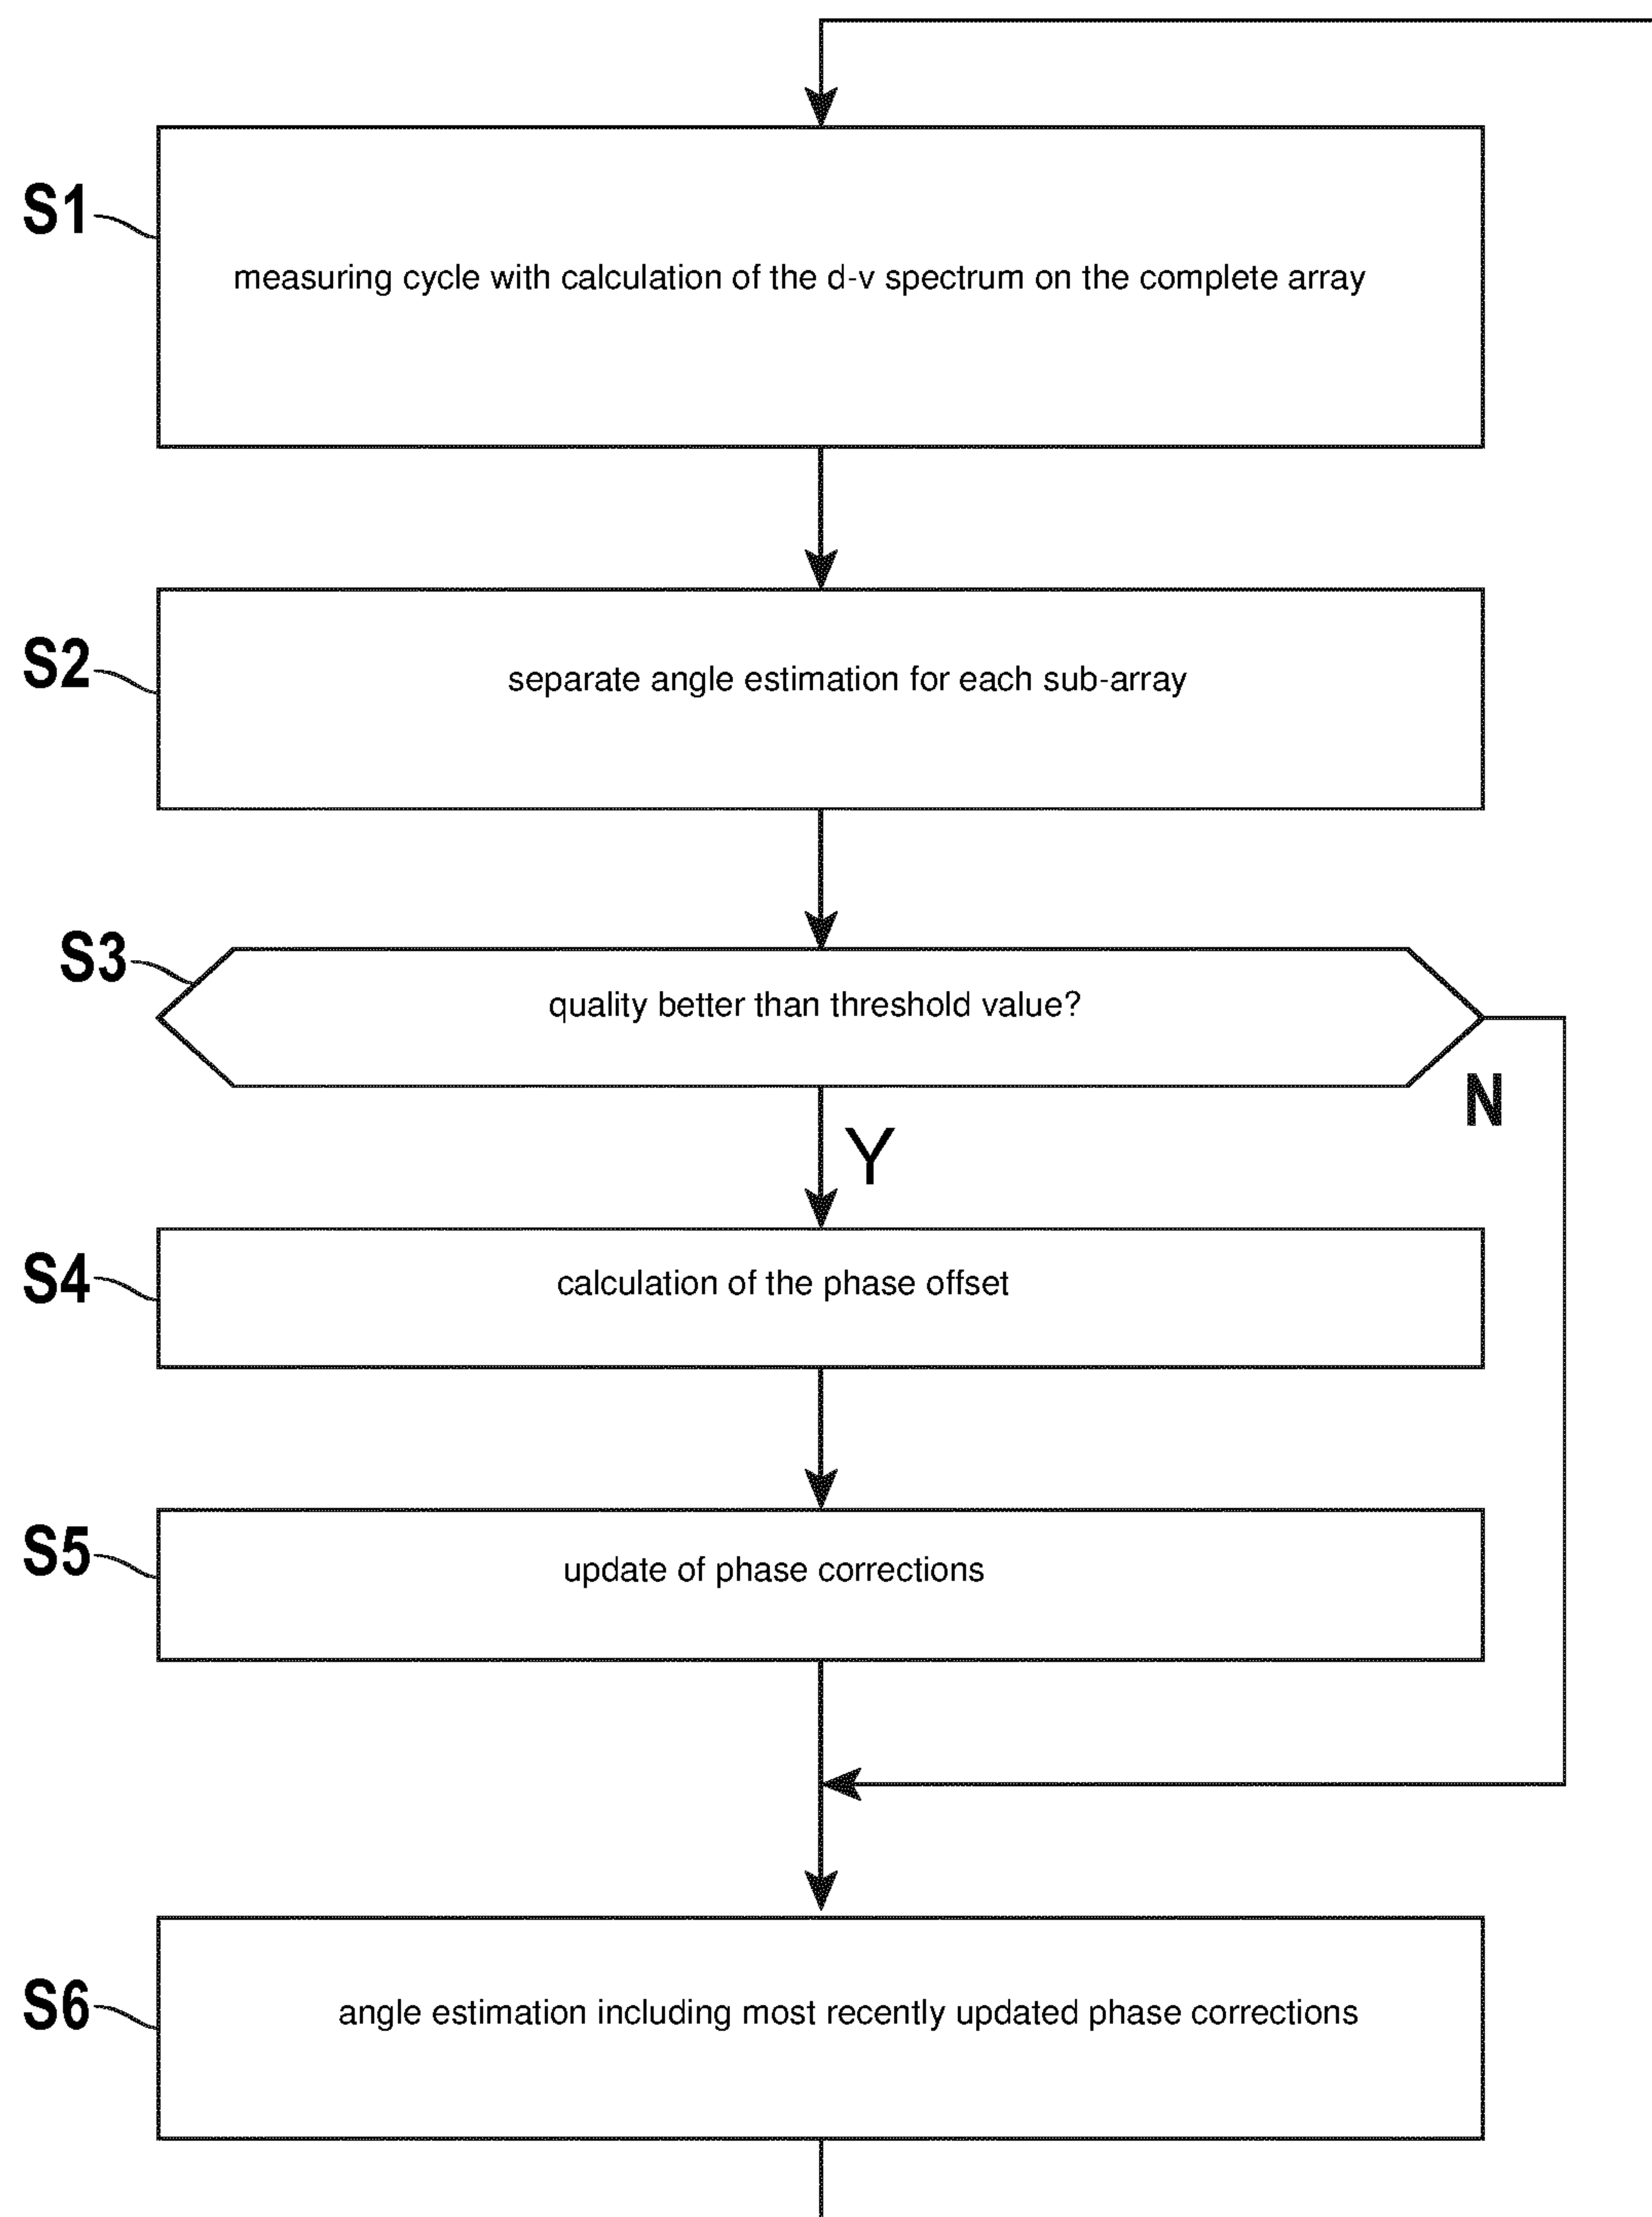 S1
measuring cycle with calculation of the d-v spectrum on the complete array
S2
separate angle estimation for each sub-array
S3
quality better than threshold value?
N
Y
S4
calculation of the phase offset
S5
update of phase corrections
S6
angle estimation including most recently updated phase corrections